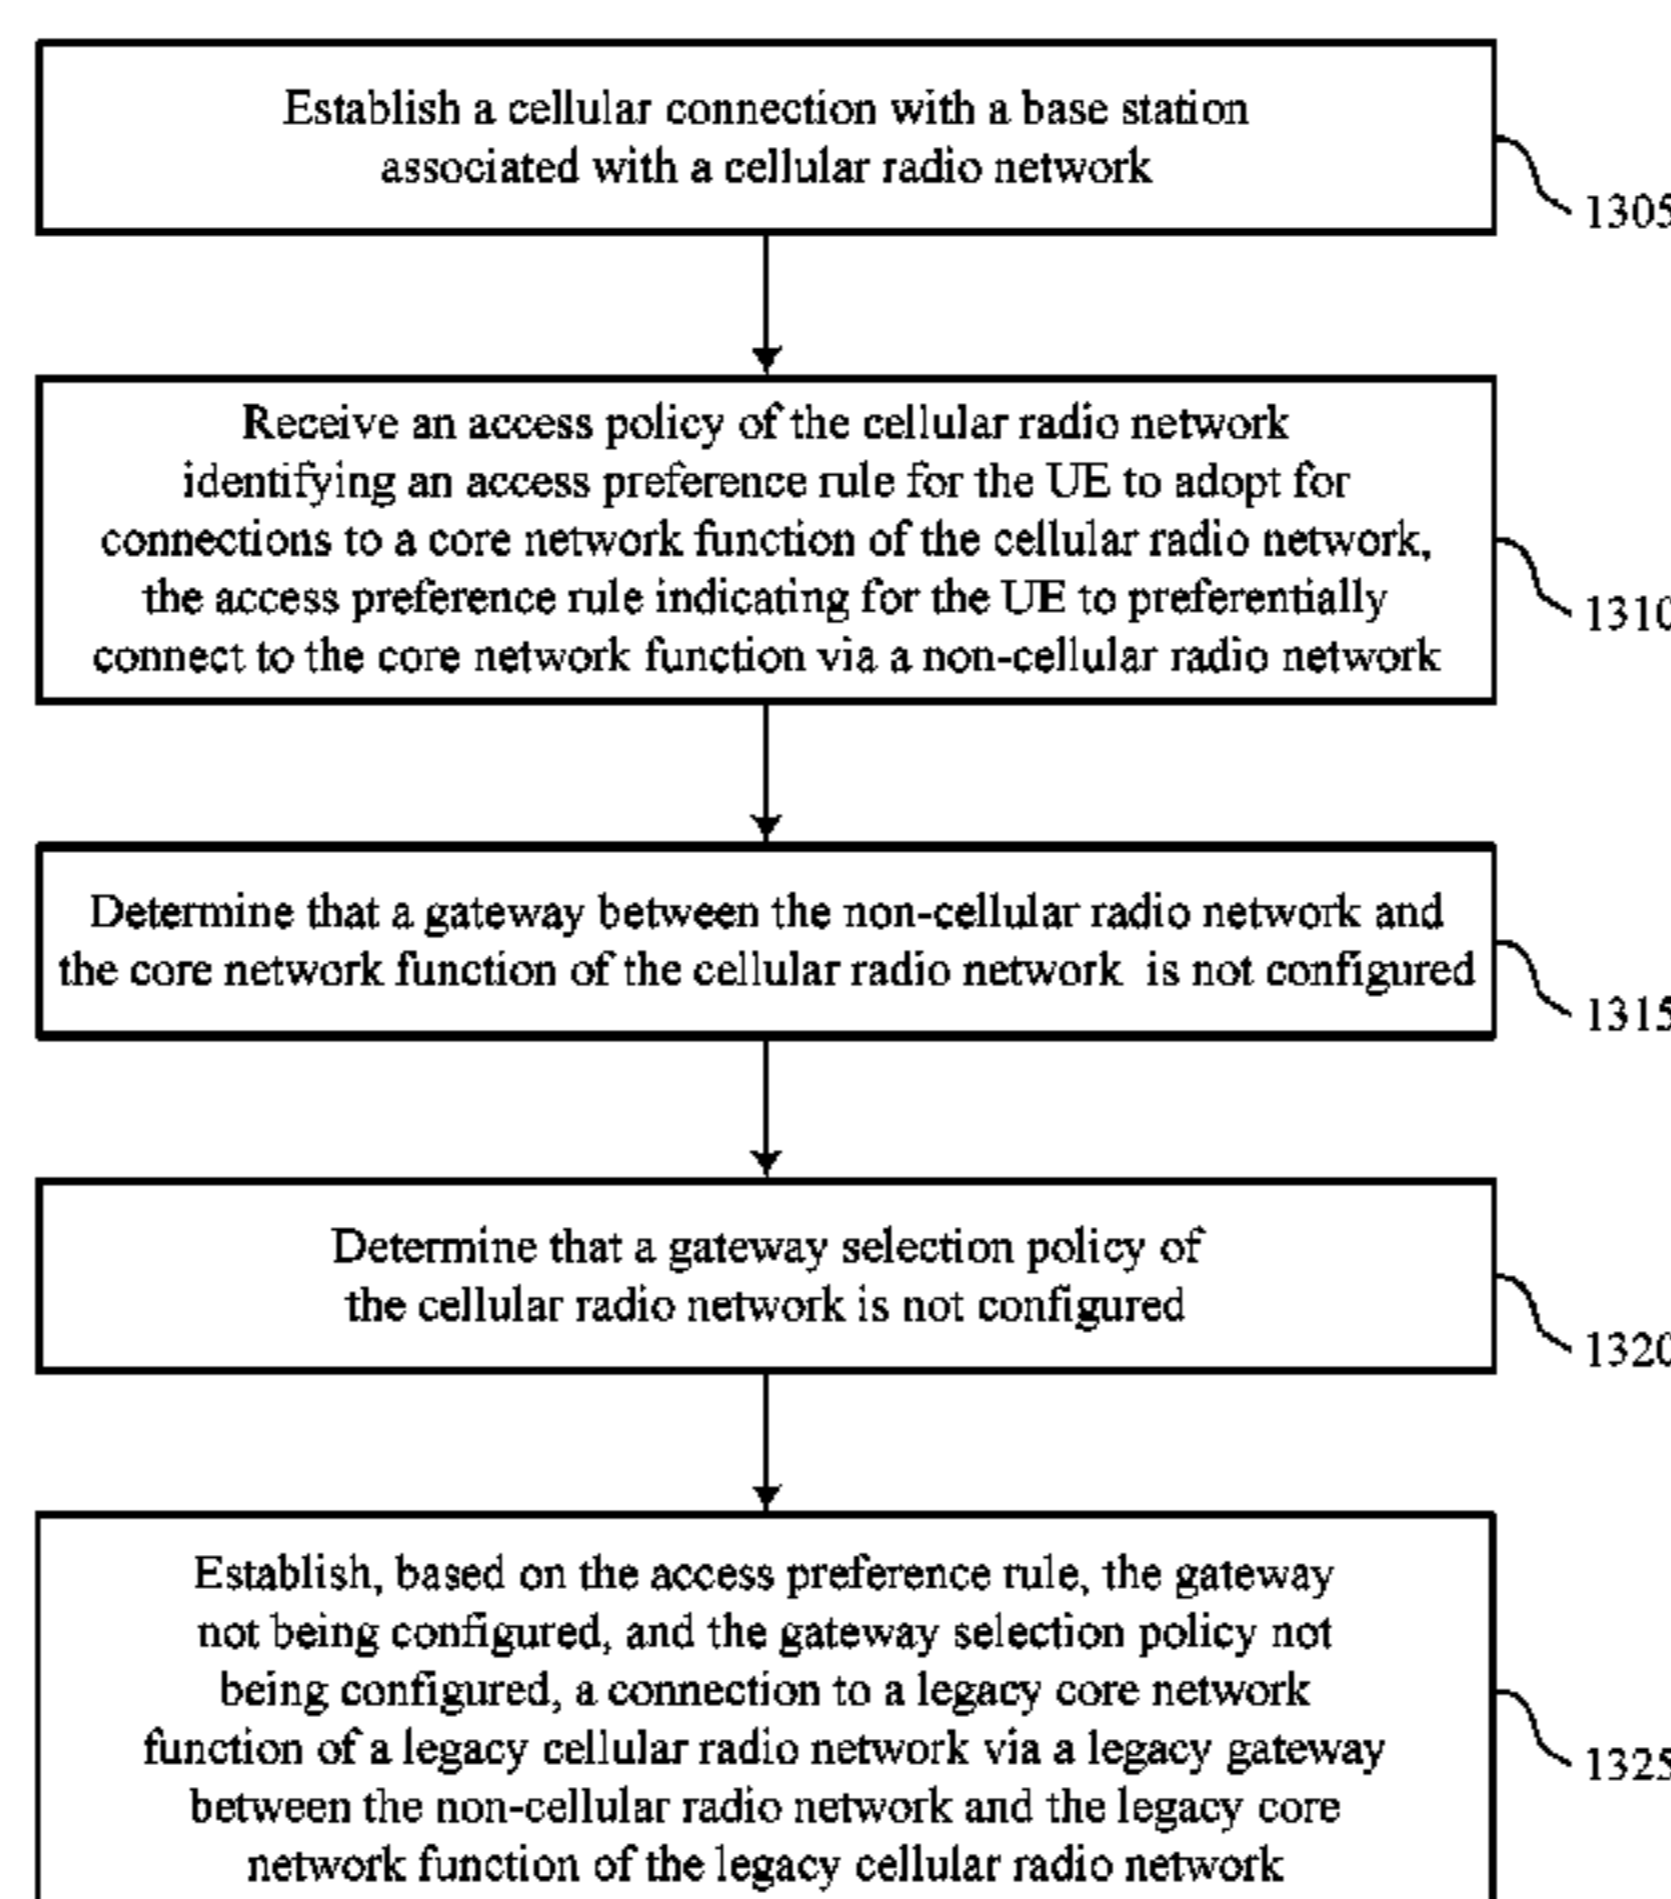 Establish a cellular connection with a base station
associated with a cellular radio network
1305
Receive an access policy of the cellular radio network
identifying an access preference rule for the UE to adopt for
connections to a core network function of the cellular radio network,
the access preference rule indicating for the UE to preferentially
connect to the core network function via a non-cellular radio network
1310
Determine that a gateway between the non-cellular radio network and
the core network function of the cellular radio network is not configured
1315
Determine that a gateway selection policy of
the cellular radio network is not configured
1320
Establish, based on the access preference rule, the gateway
not being configured, and the gateway selection policy not
being configured, a connection to a legacy core network
function of a legacy cellular radio network via a legacy gateway
between the non-cellular radio network and the legacy core
network function of the legacy cellular radio network
1325